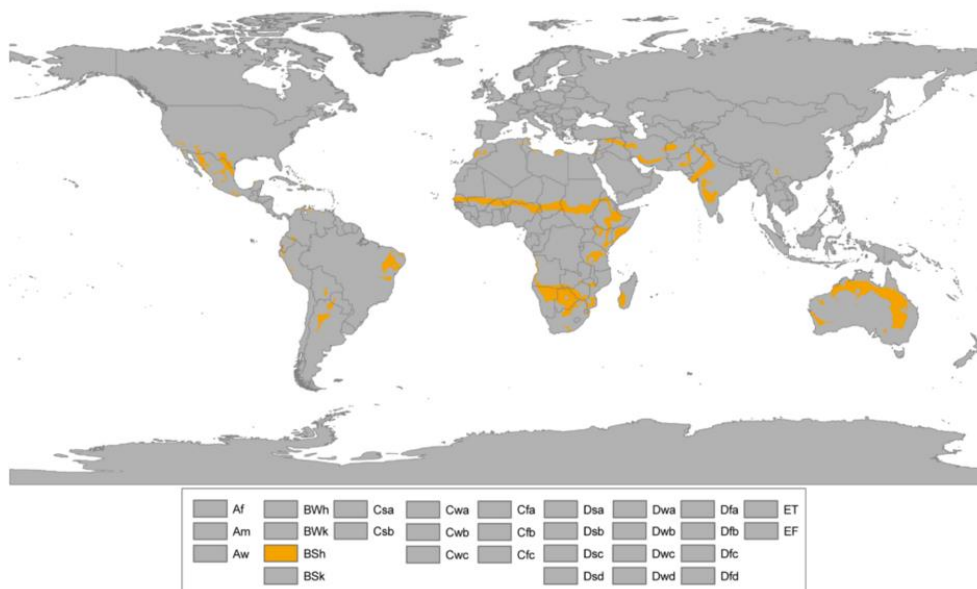 Af BWh Csa Cwa Cfa Dsa Dwa Dfa ET
Am BWk Csb Cwb Cfb Dsb Dwb Dfb EF
Aw BSh Cwc Cfc Dsc Dwc Dfc
BSk Dsd Dwd Dfd